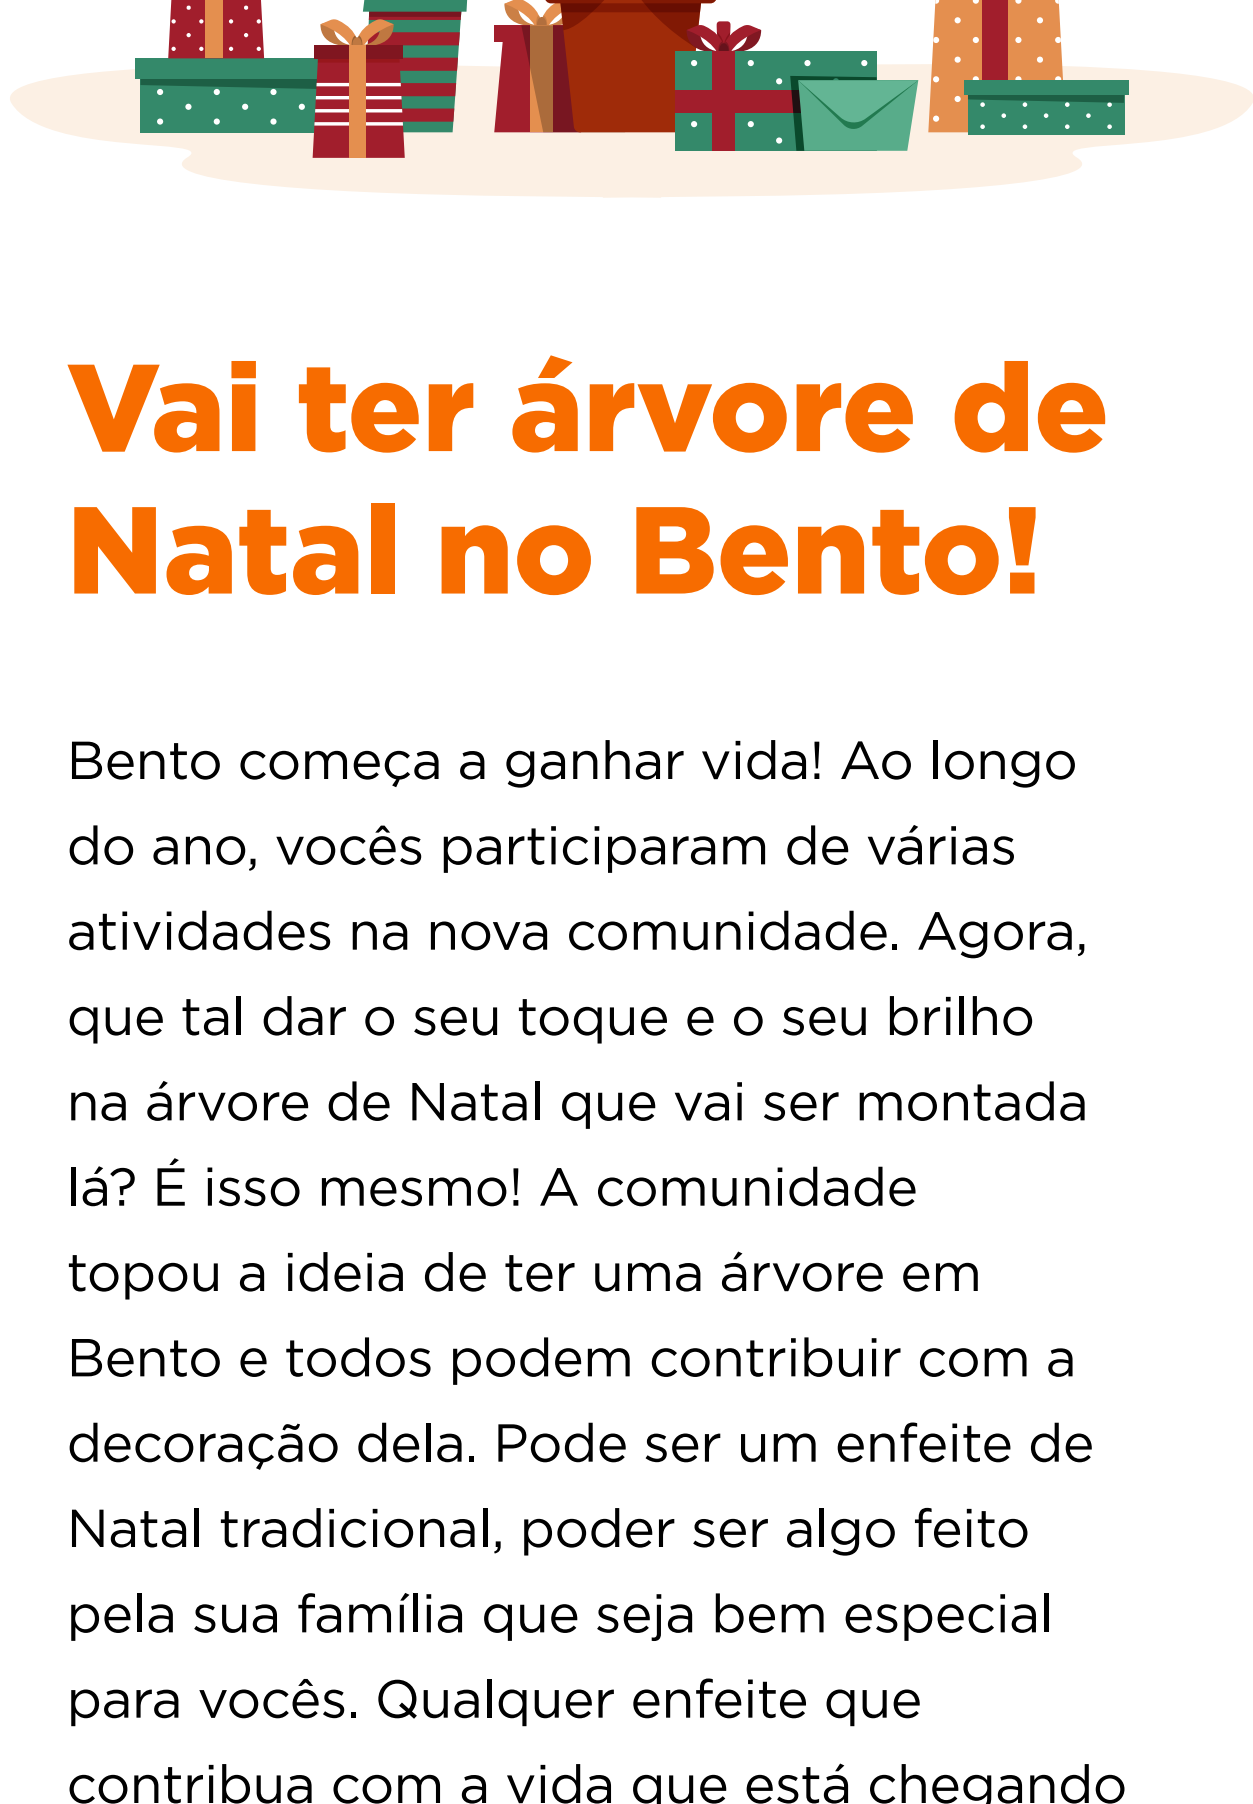 Vai ter árvore de
Natal no Bento!
Bento começa a ganhar vida! Ao longo
do ano, vocês participaram de várias
atividades na nova comunidade. Agora,
que tal dar o seu toque e o seu brilho
na árvore de Natal que vai ser montada
lá? É isso mesmo! A comunidade
topou a ideia de ter uma árvore em
Bento e todos podem contribuir com a
decoração dela. Pode ser um enfeite de
Natal tradicional, poder ser algo feito
pela sua família que seja bem especial
para vocês. Qualquer enfeite que
contribua com a vida que está chegando